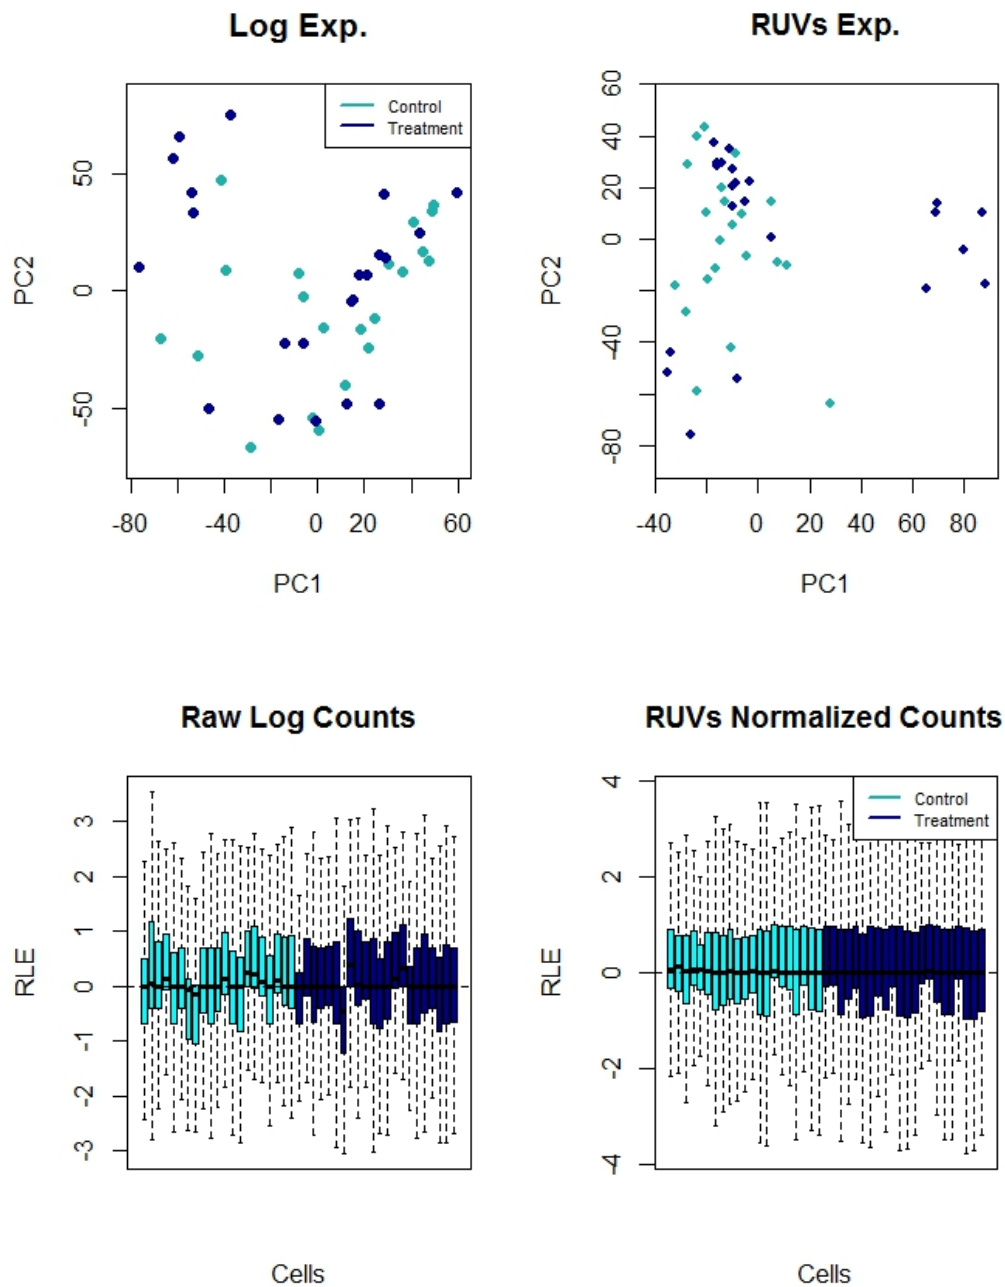 Log Exp.
PC2
50
0
-50
Control
Treatment
-80
-40
0
20
60
PC1
RUVs Exp.
PC2
60
40
20
0
-40
-80
-40
0
20
40
60
80
PC1
Raw Log Counts
RLE
3
2
1
0
-1
-2
-3
Cells
RUVs Normalized Counts
RLE
4
2
0
-2
-4
Control
Treatment
Cells